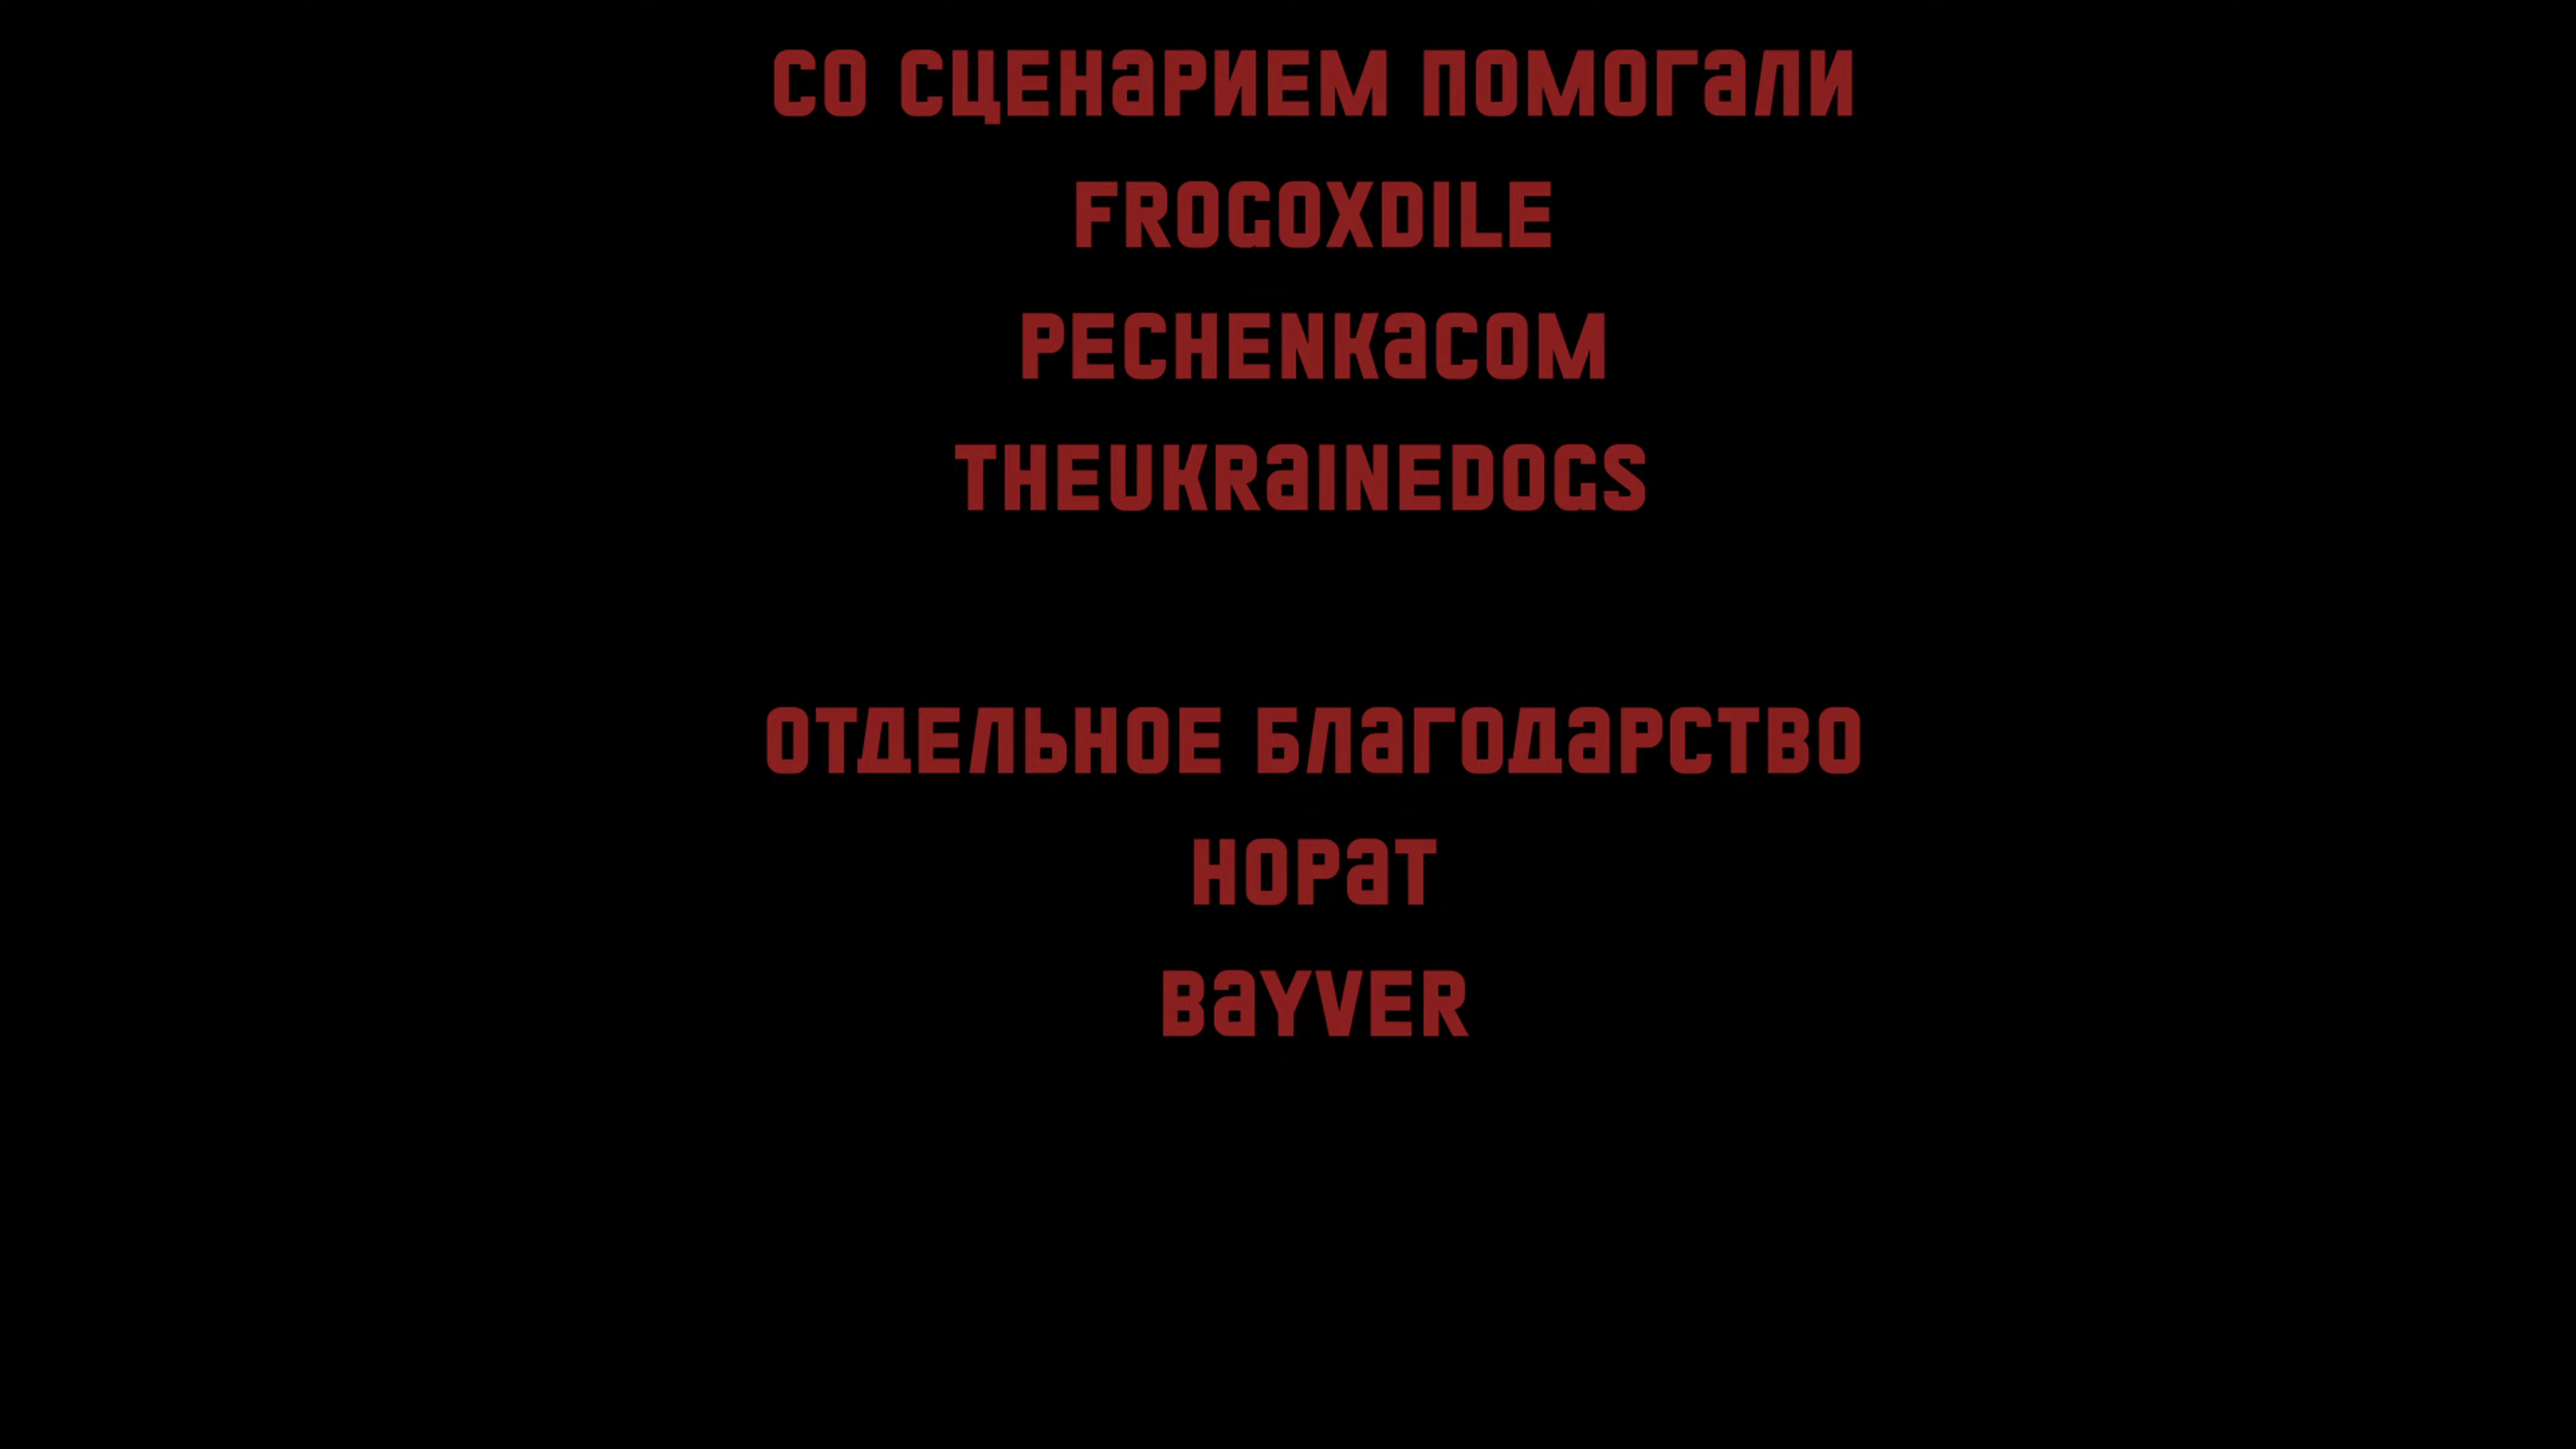 СО СЦЕНАРИЕМ ПОМОГАЛИ
FROGOXDILE
PECHENKACOM
THEUKRAINEDOGS
ОТДЕЛЬНОЕ БЛАГОДАРСТВО
НОРАТ
BAYVER